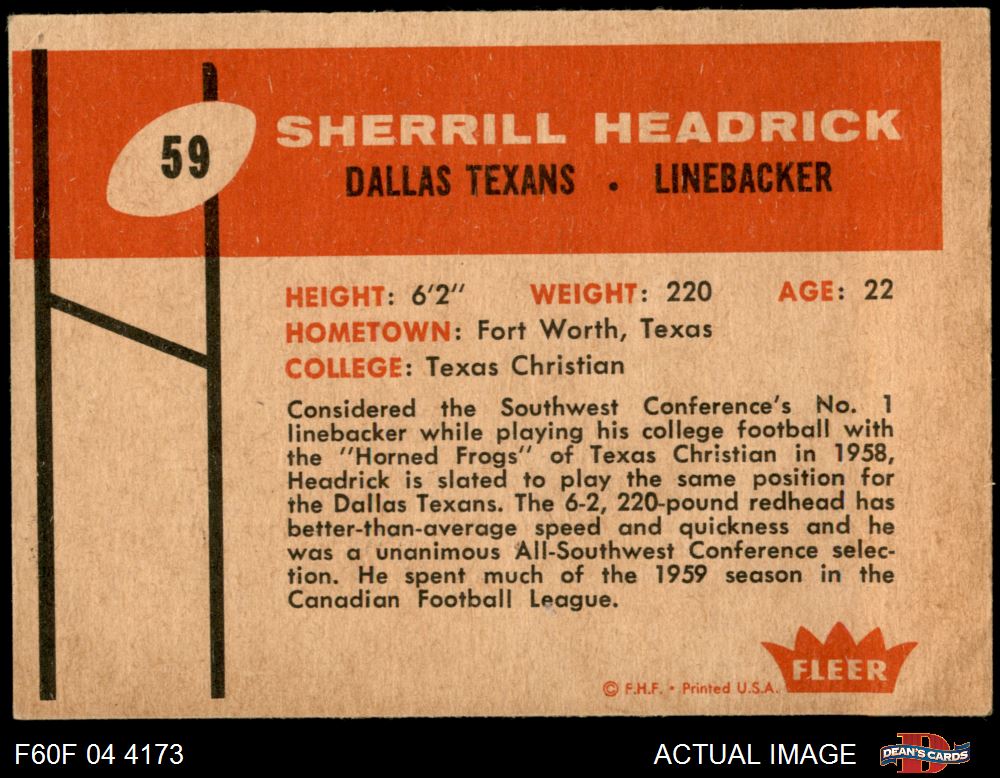 59
SHERRILL HEADRICK
DALLAS TEXANS • LINEBACKER
HEIGHT: 6'2" WEIGHT: 220 AGE: 22
HOMETOWN: Fort Worth, Texas
COLLEGE: Texas Christian
Considered the Southwest Conference's No. 1
linebacker while playing his college football with
the "Horned Frogs" of Texas Christian in 1958,
Headrick is slated to play the same position for
the Dallas Texans. The 6-2, 220-pound redhead has
better-than-average speed and quickness and he
was a unanimous All-Southwest Conference selec-
tion. He spent much of the 1959 season in the
Canadian Football League.
FLEER
© F.H.F. • Printed U.S.A.
F60F 04 4173 ACTUAL IMAGE DEAN'S CARDS